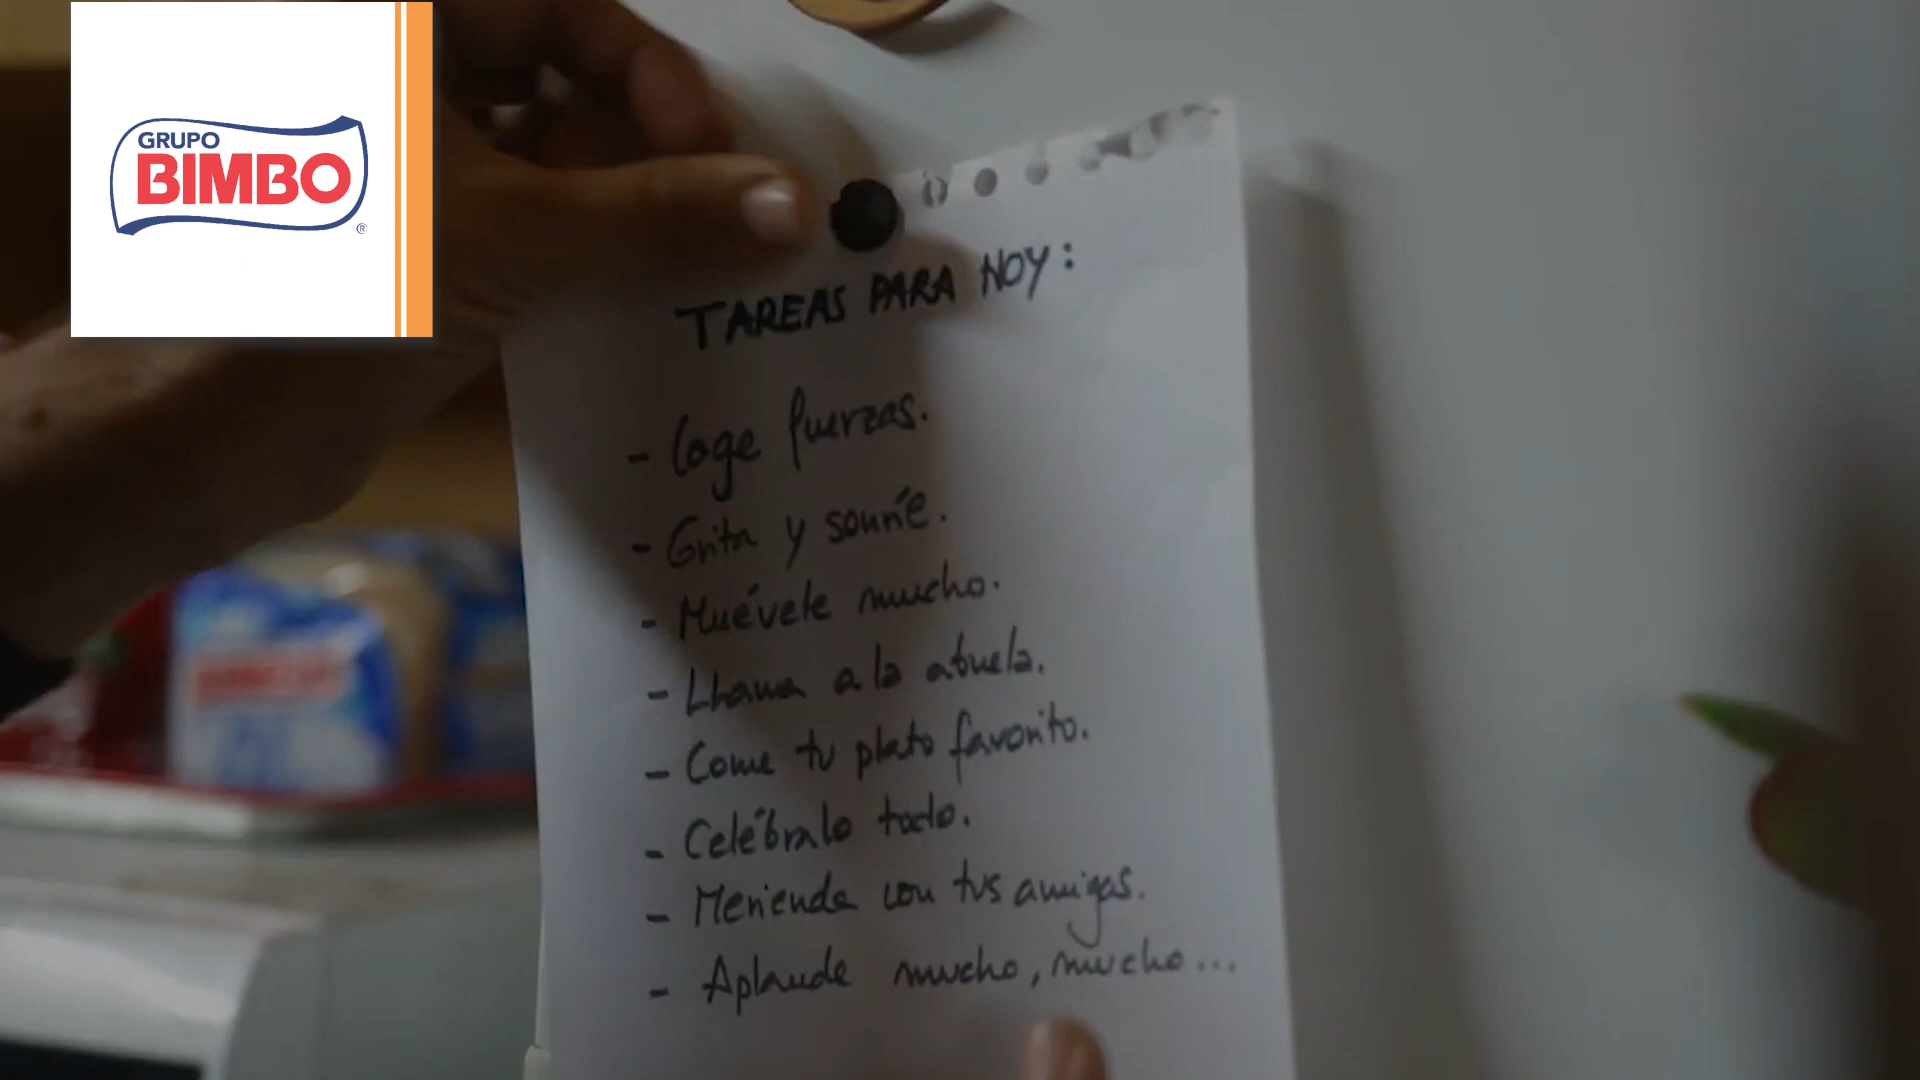 GRUPO
BIMBO
®
TAREAS PARA HOY:
- Coge fuerzas.
- Grita y sonríe.
- Muévete mucho.
- Llama a la abuela.
- Come tu plato favorito.
- Celébralo todo.
- Merienda con tus amigas.
- Aplaude mucho, mucho...
BIMBO